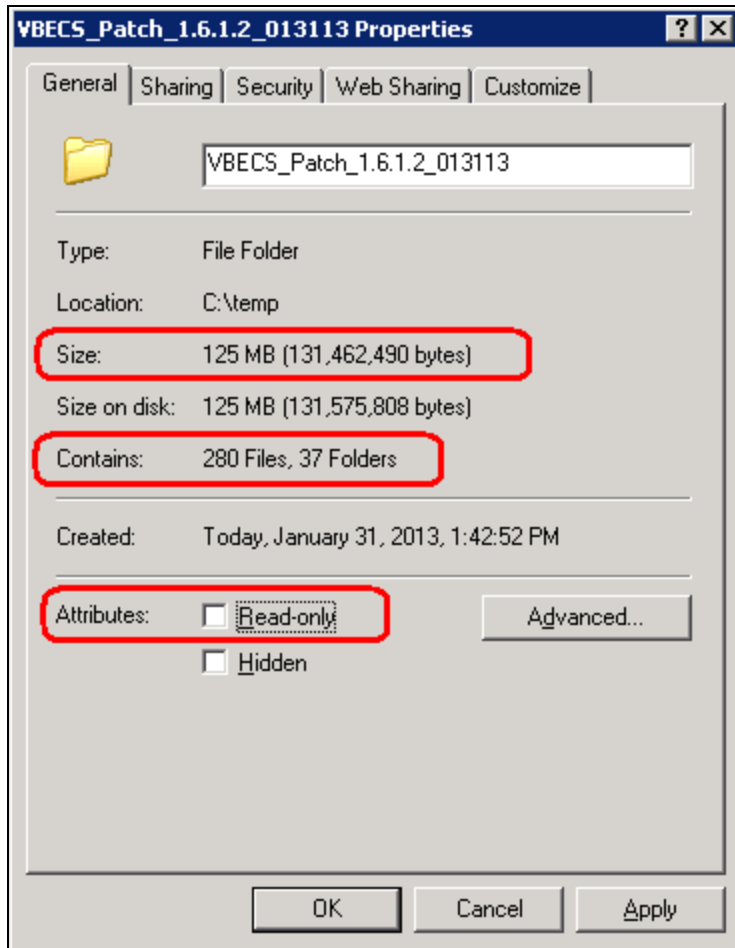 VBECS_Patch_1.6.1.2_013113 Properties
General Sharing Security Web Sharing Customize
VBECS_Patch_1.6.1.2_013113
Type: File Folder
Location: C:\temp
Size: 125 MB (131,462,490 bytes)
Size on disk: 125 MB (131,575,808 bytes)
Contains: 280 Files, 37 Folders
Created: Today, January 31, 2013, 1:42:52 PM
Attributes: Read-only Advanced...
Hidden
OK Cancel Apply